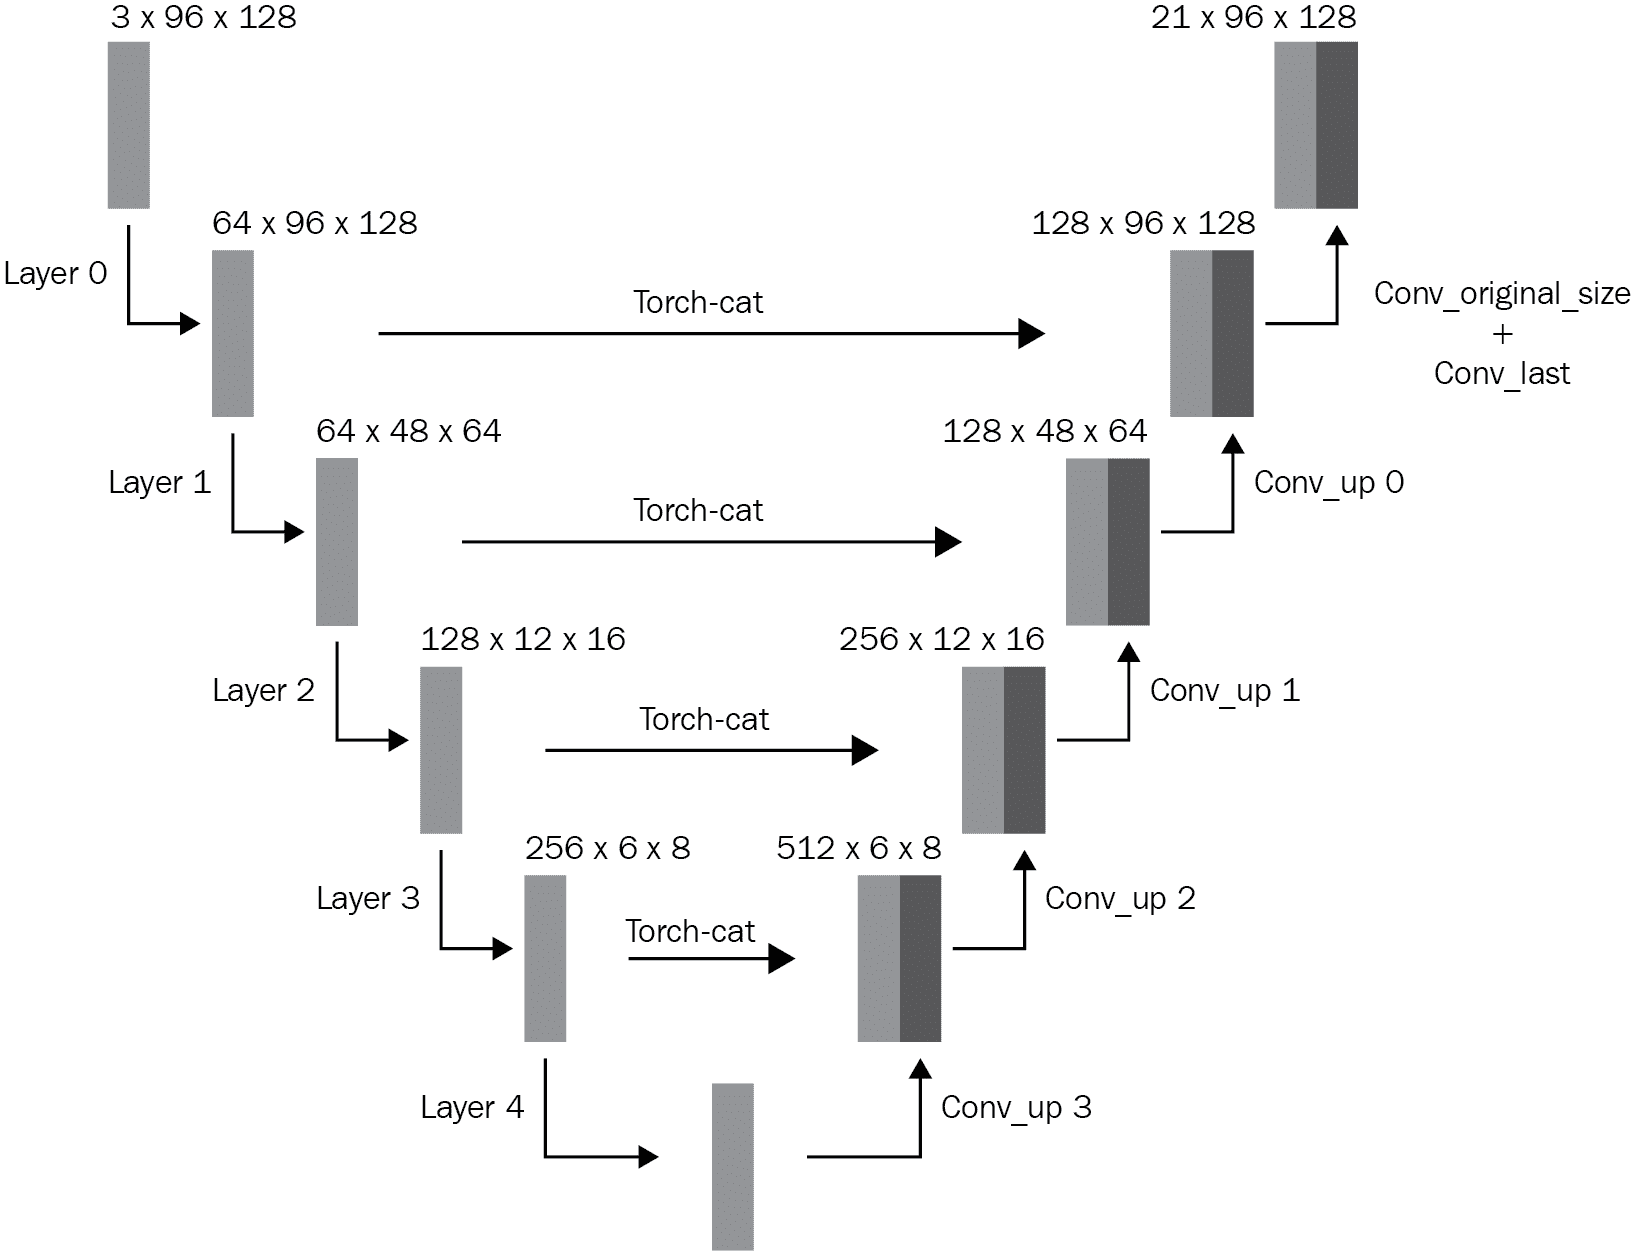 3 x 96 x 128
21 x 96 x 128
64 x 96 x 128
128 x 96 x 128
Layer 0
Torch-cat
Conv_original_size
+
Conv_last
64 x 48 x 64
128 x 48 x 64
Layer 1
Torch-cat
Conv_up 0
128 x 12 x 16
256 x 12 x 16
Layer 2
Torch-cat
Conv_up 1
256 x 6 x 8
512 x 6 x 8
Layer 3
Torch-cat
Conv_up 2
Layer 4
Conv_up 3